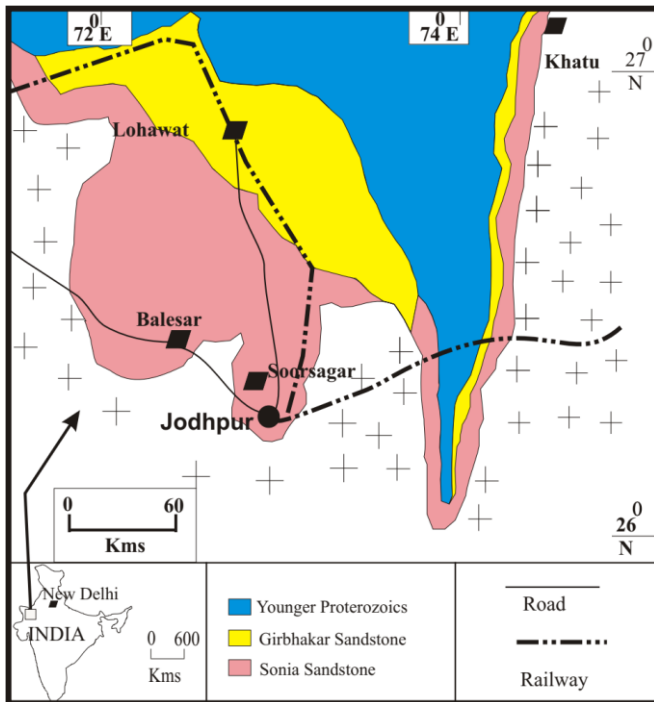 0
72 E
0
74 E
Khatu
0
27
N
Lohawat
Balesar
Soorsagar
Jodhpur
0 60
Kms
0
26
N
New Delhi
INDIA
0 600
Kms
Younger Proterozoics
Girbhakar Sandstone
Sonia Sandstone
Road
Railway